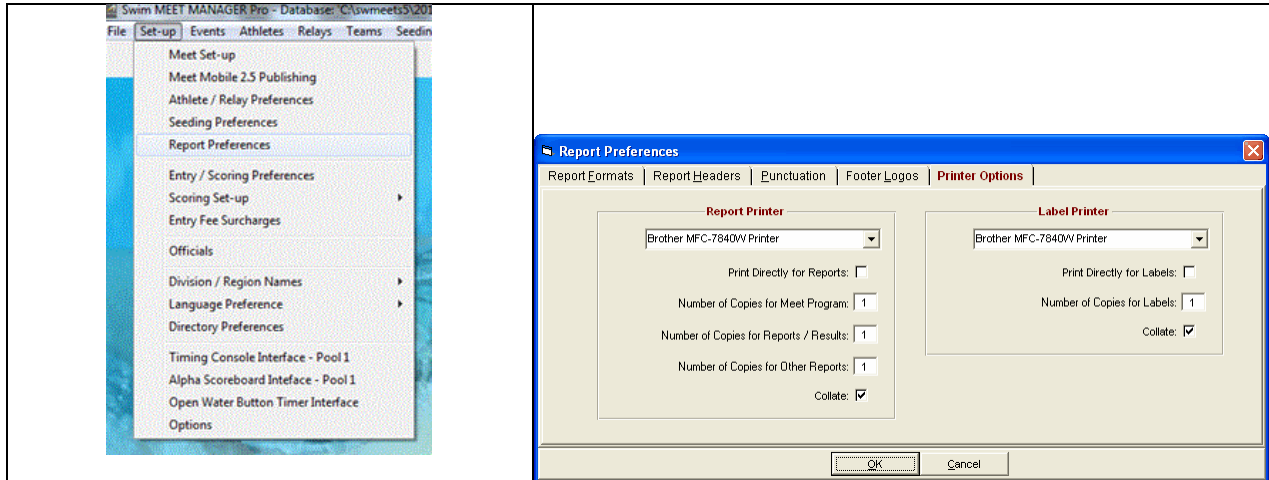 Swim MEET MANAGER Pro - Database: 'C:\swmeets5\201
File Set-up Events Athletes Relays Teams Seedin
Meet Set-up
Meet Mobile 2.5 Publishing
Athlete / Relay Preferences
Seeding Preferences
Report Preferences
Entry / Scoring Preferences
Scoring Set-up
Entry Fee Surcharges
Officials
Division / Region Names
Language Preference
Directory Preferences
Timing Console Interface - Pool 1
Alpha Scoreboard Inteface - Pool 1
Open Water Button Timer Interface
Options
Report Preferences
Report Formats Report Headers Punctuation Footer Logos Printer Options
Report Printer
Brother MFC-7840W Printer
Print Directly for Reports:
Number of Copies for Meet Program: 1
Number of Copies for Reports / Results: 1
Number of Copies for Other Reports: 1
Collate:
Label Printer
Brother MFC-7840W Printer
Print Directly for Labels:
Number of Copies for Labels: 1
Collate:
OK Cancel